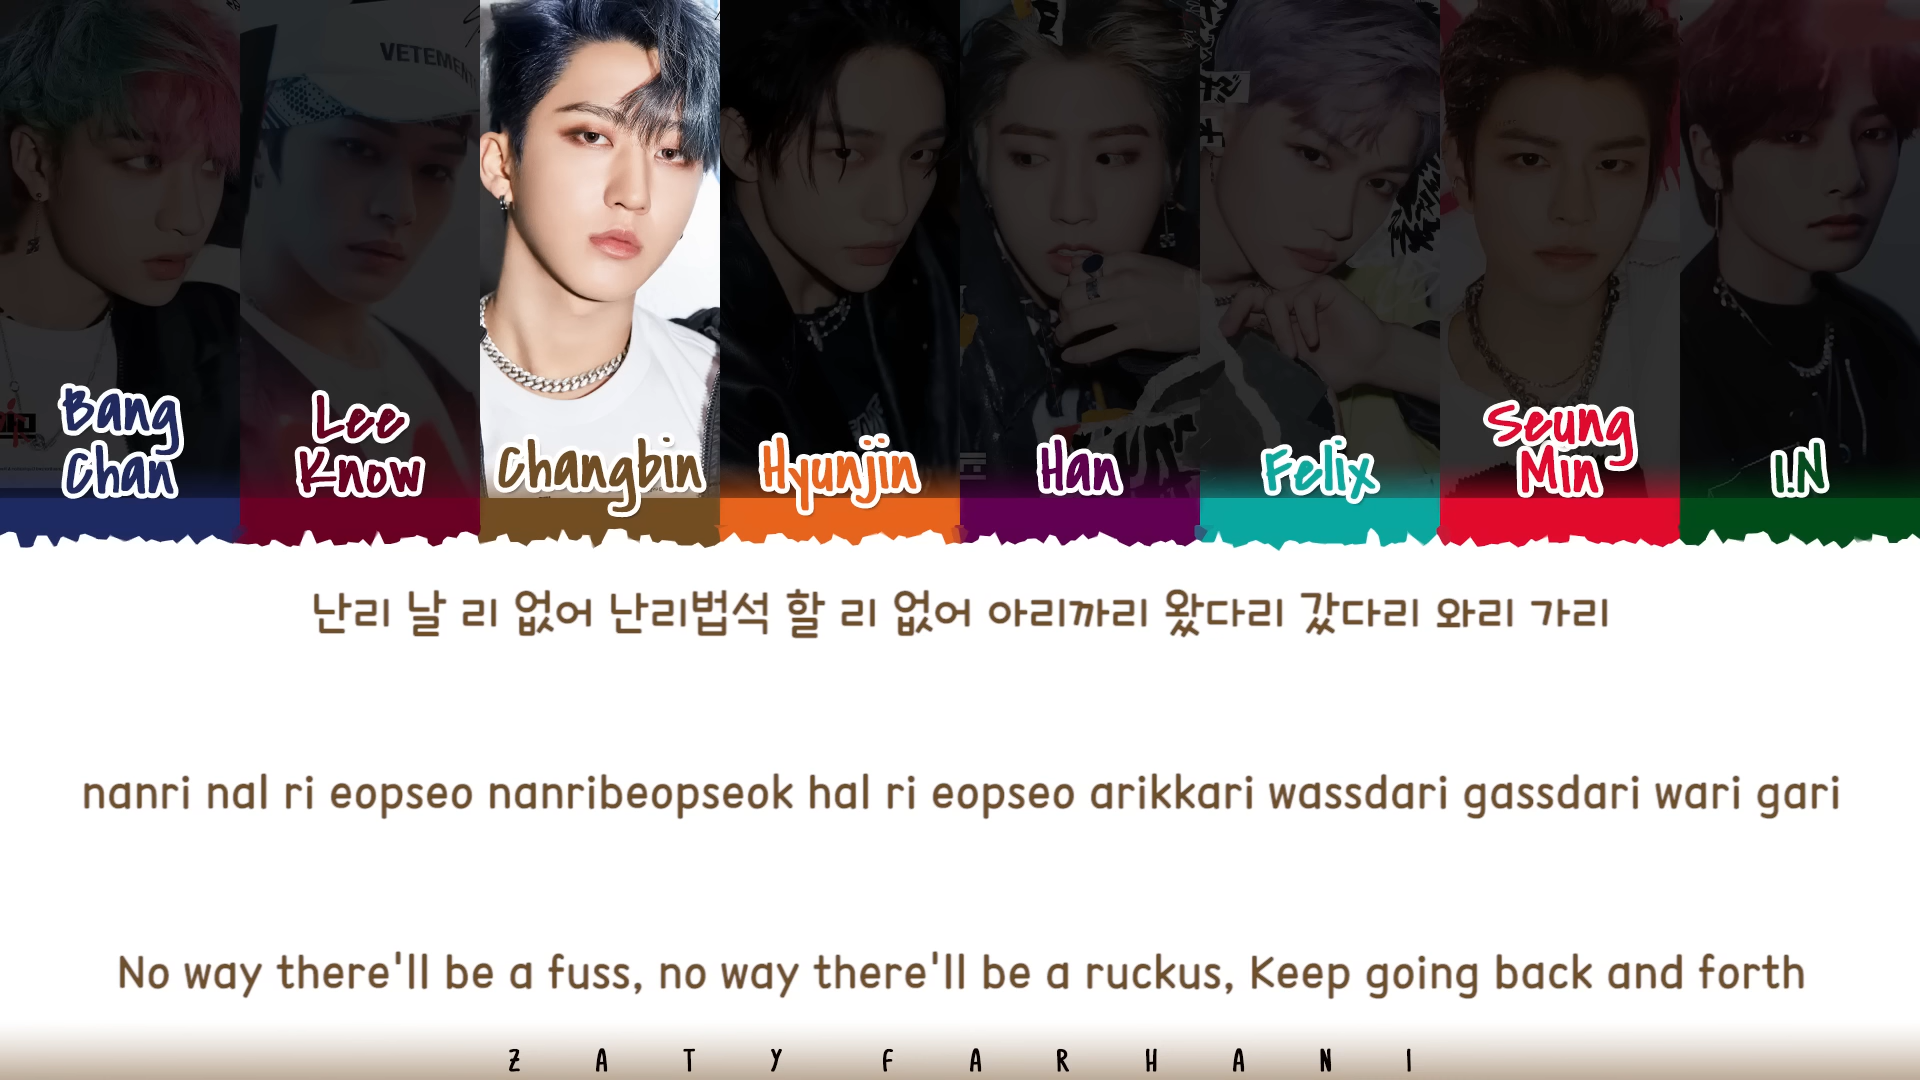 VETEMENT
Bang
Chan
Lee
Know
Changbin
Hyunjin
Han
Felix
Seung
Min
I.N
난리 날 리 없어 난리법석 할 리 없어 아리까리 왔다리 갔다리 와리 가리
nanri nal ri eopseo nanribeopseok hal ri eopseo arikkari wassdari gassdari wari gari
No way there'll be a fuss, no way there'll be a ruckus, Keep going back and forth
ZATY FARHANI